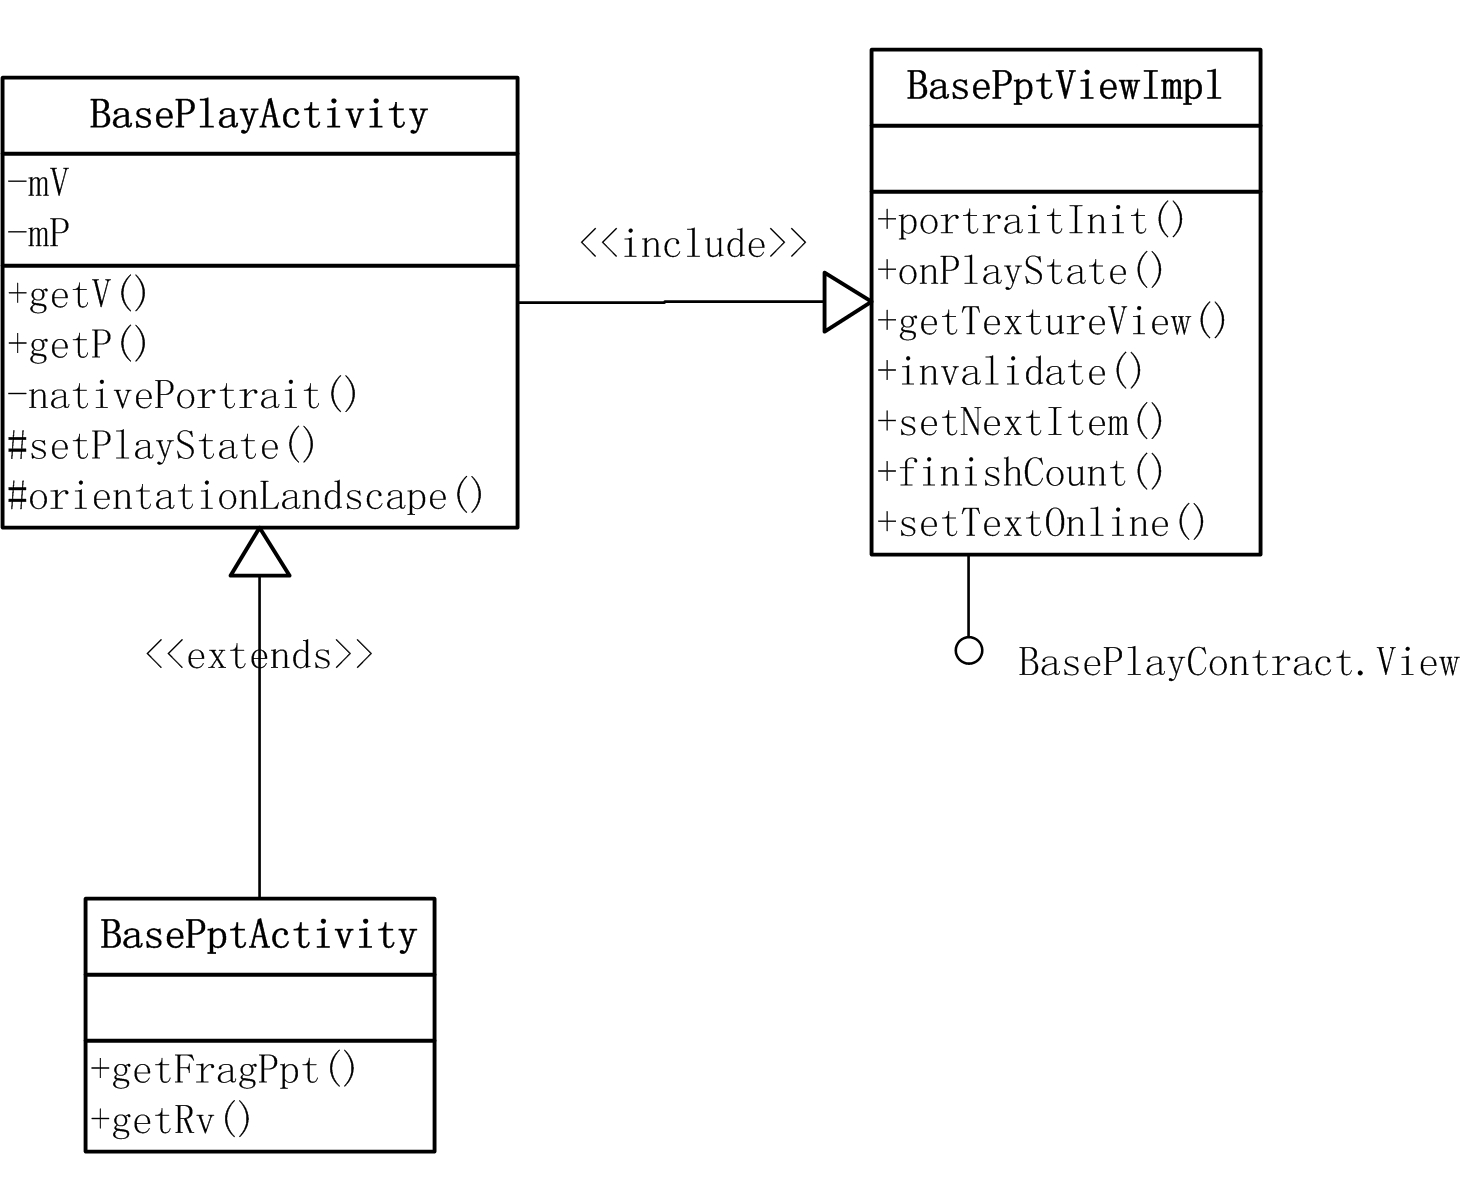 BasePlayActivity
-mV
-mP
+getV()
+getP()
-nativePortrait()
#setPlayState()
#orientationLandscape()
<<include>>
BasePptViewImpl
+portraitInit()
+onPlayState()
+getTextureView()
+invalidate()
+setNextItem()
+finishCount()
+setTextOnline()
BasePlayContract.View
<<extends>>
BasePptActivity
+getFragPpt()
+getRv()